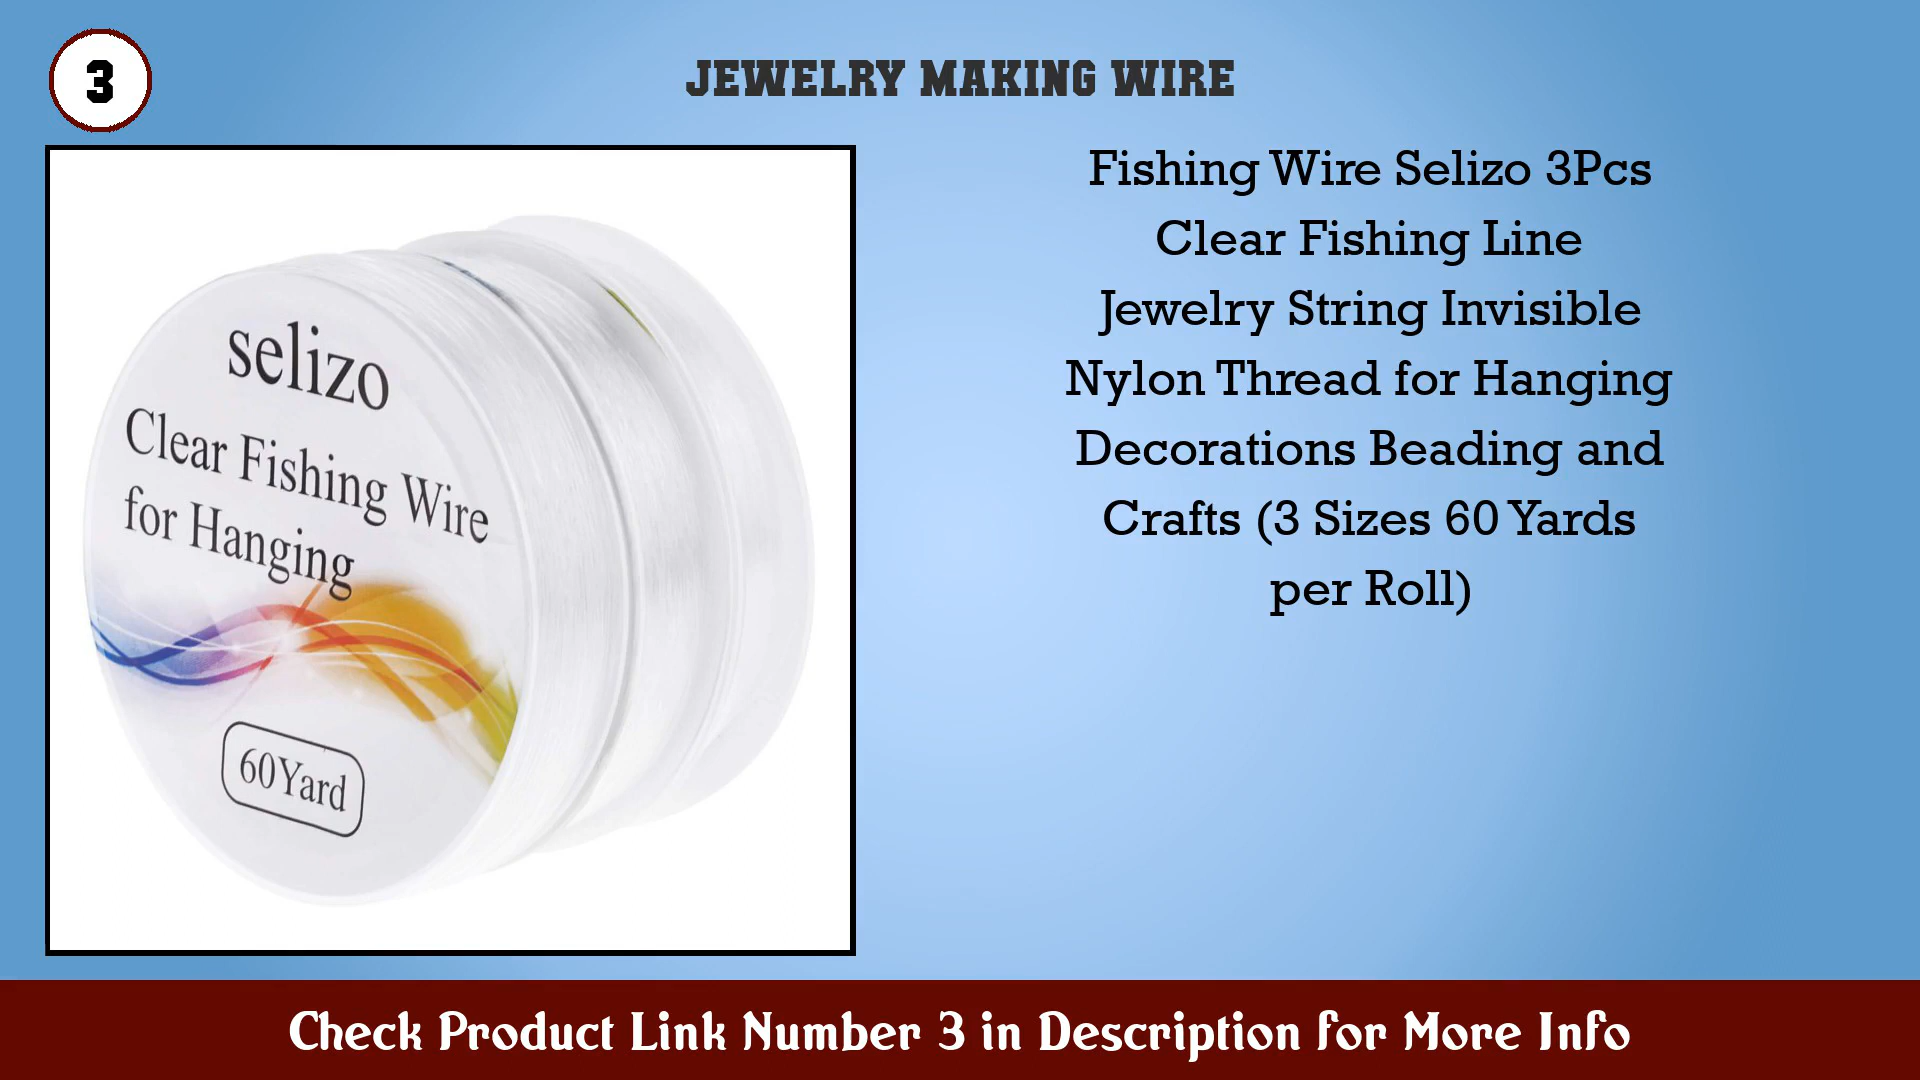 3
JEWELRY MAKING WIRE
selizo
Clear Fishing Wire
for Hanging
60Yard
Fishing Wire Selizo 3Pcs
Clear Fishing Line
Jewelry String Invisible
Nylon Thread for Hanging
Decorations Beading and
Crafts (3 Sizes 60 Yards
per Roll)
Check Product Link Number 3 in Description for More Info